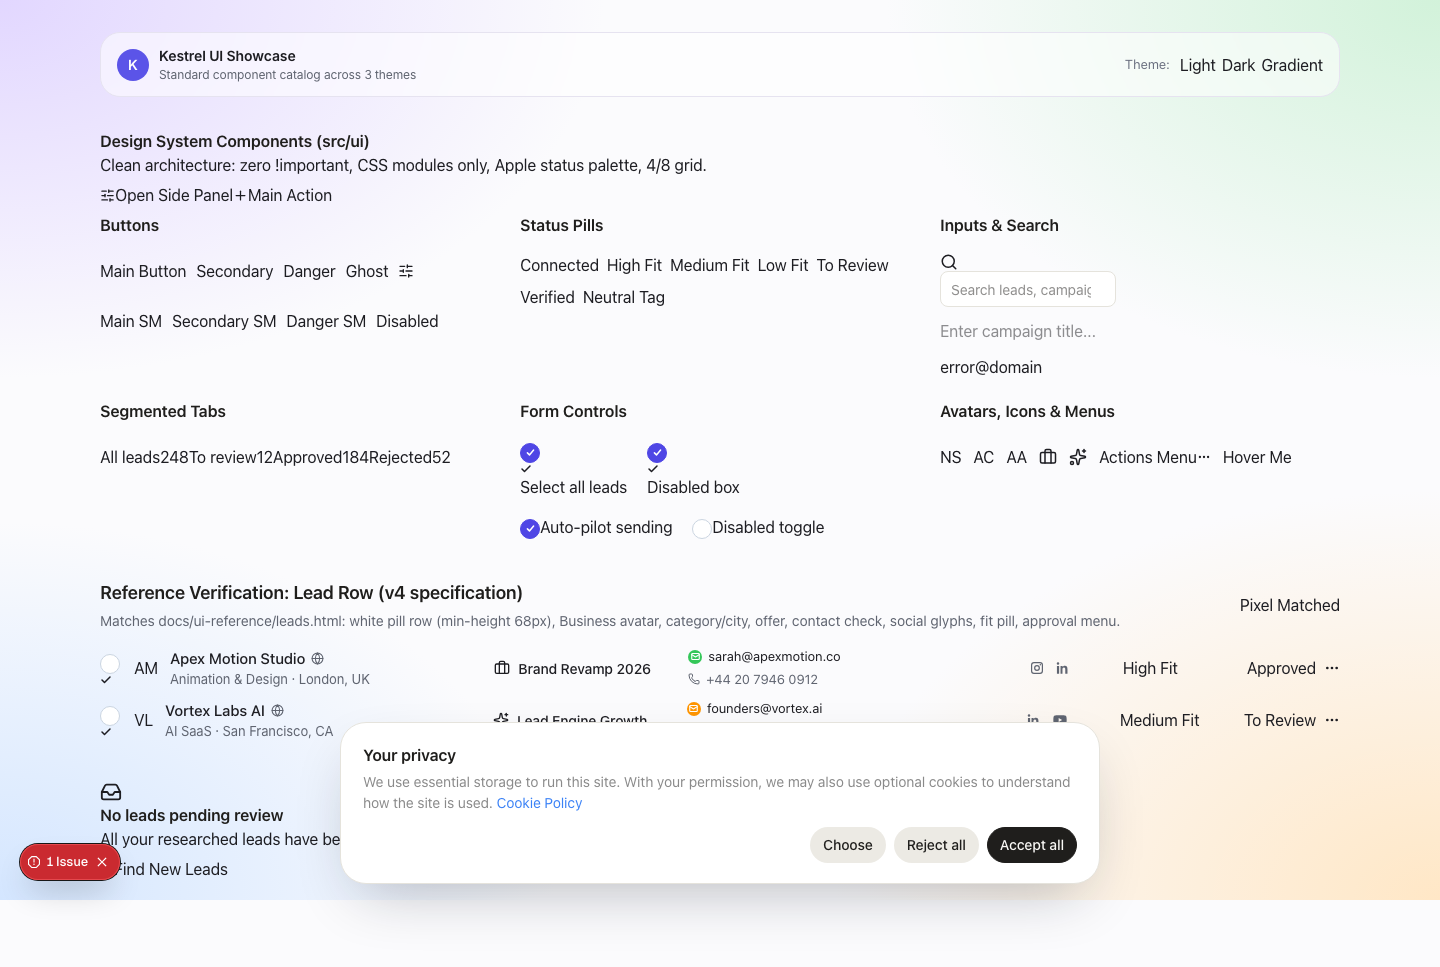 K
Kestrel UI Showcase
Standard component catalog across 3 themes
Theme: Light Dark Gradient
Design System Components (src/ui)
Clean architecture: zero !important, CSS modules only, Apple status palette, 4/8 grid.
Open Side Panel Main Action
Buttons
Main Button Secondary Danger Ghost
Main SM Secondary SM Danger SM Disabled
Status Pills
Connected High Fit Medium Fit Low Fit To Review
Verified Neutral Tag
Inputs & Search
Search leads, campaig
Enter campaign title...
error@domain
Segmented Tabs
All leads248To review12Approved184Rejected52
Form Controls
Select all leads Disabled box
Auto-pilot sending Disabled toggle
Avatars, Icons & Menus
NS AC AA Actions Menu Hover Me
Reference Verification: Lead Row (v4 specification)
Matches docs/ui-reference/leads.html: white pill row (min-height 68px), Business avatar, category/city, offer, contact check, social glyphs, fit pill, approval menu.
Pixel Matched
AM Apex Motion Studio
Animation & Design · London, UK
Brand Revamp 2026
sarah@apexmotion.co
+44 20 7946 0912
High Fit Approved
VL Vortex Labs AI
AI SaaS · San Francisco, CA
Lead Engine Growth
founders@vortex.ai
Medium Fit To Review
No leads pending review
All your researched leads have be
Find New Leads
1 Issue
Your privacy
We use essential storage to run this site. With your permission, we may also use optional cookies to understand
how the site is used. Cookie Policy
Choose Reject all Accept all